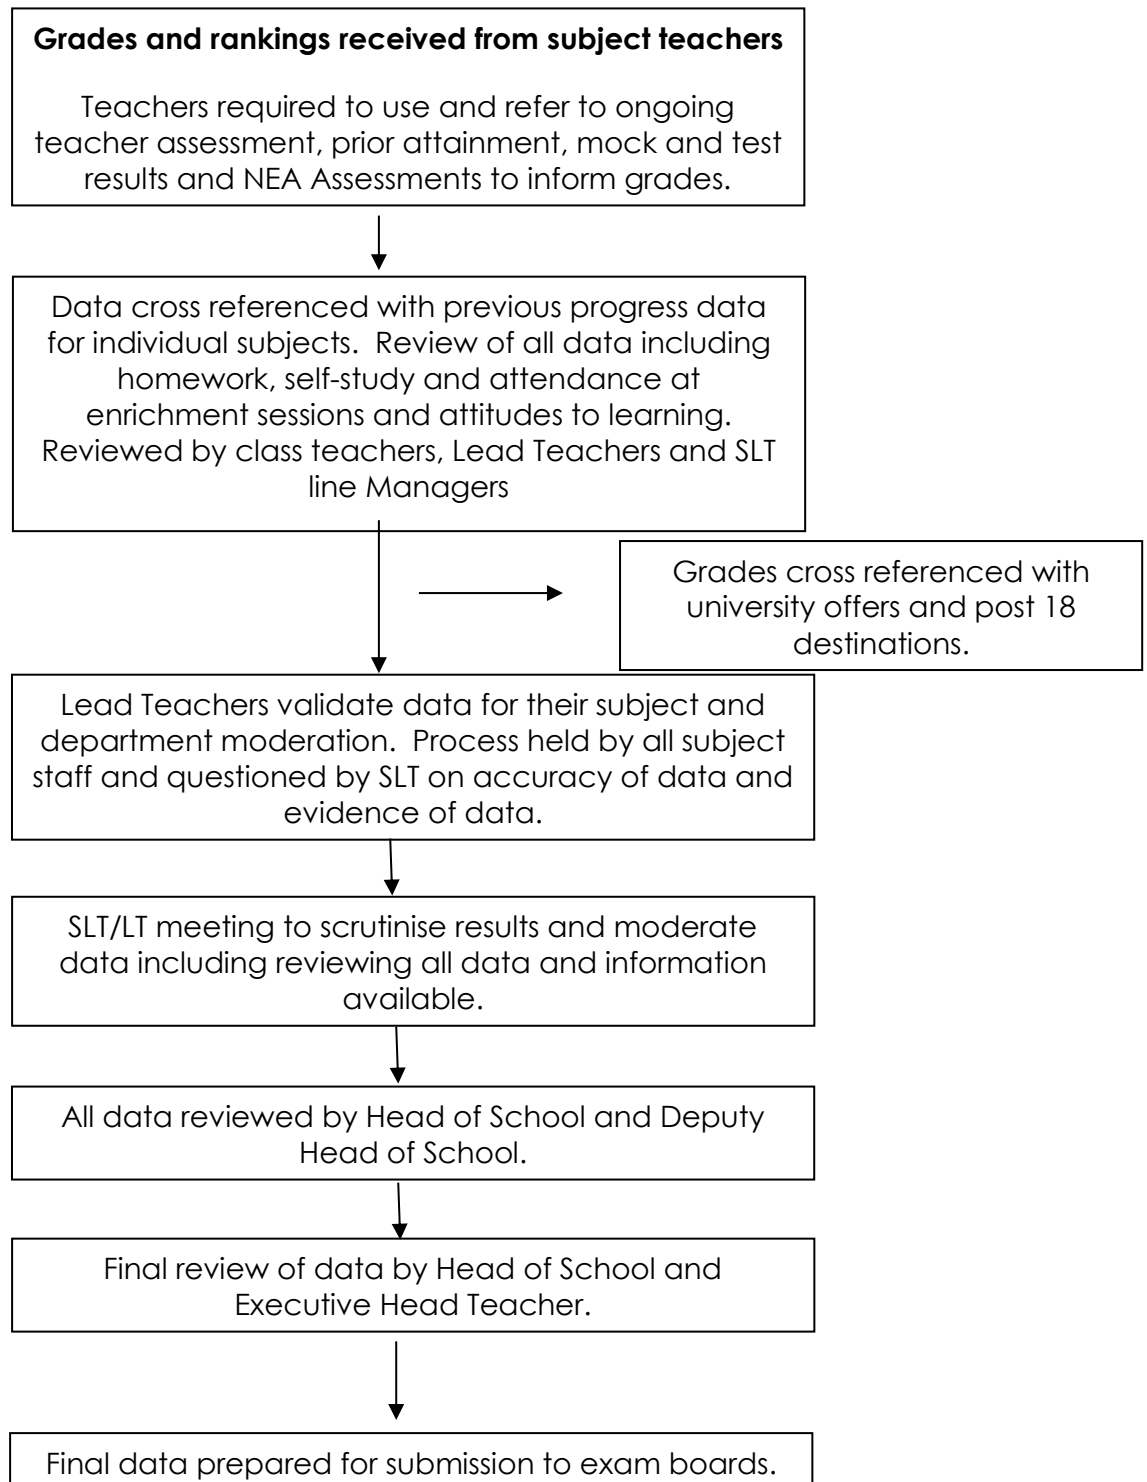 Grades and rankings received from subject teachers
Teachers required to use and refer to ongoing
teacher assessment, prior attainment, mock and test
results and NEA Assessments to inform grades.
Data cross referenced with previous progress data
for individual subjects.  Review of all data including
homework, self-study and attendance at
enrichment sessions and attitudes to learning.
Reviewed by class teachers, Lead Teachers and SLT
line Managers
Grades cross referenced with
university offers and post 18
destinations.
Lead Teachers validate data for their subject and
department moderation.  Process held by all subject
staff and questioned by SLT on accuracy of data and
evidence of data.
SLT/LT meeting to scrutinise results and moderate
data including reviewing all data and information
available.
All data reviewed by Head of School and Deputy
Head of School.
Final review of data by Head of School and
Executive Head Teacher.
Final data prepared for submission to exam boards.